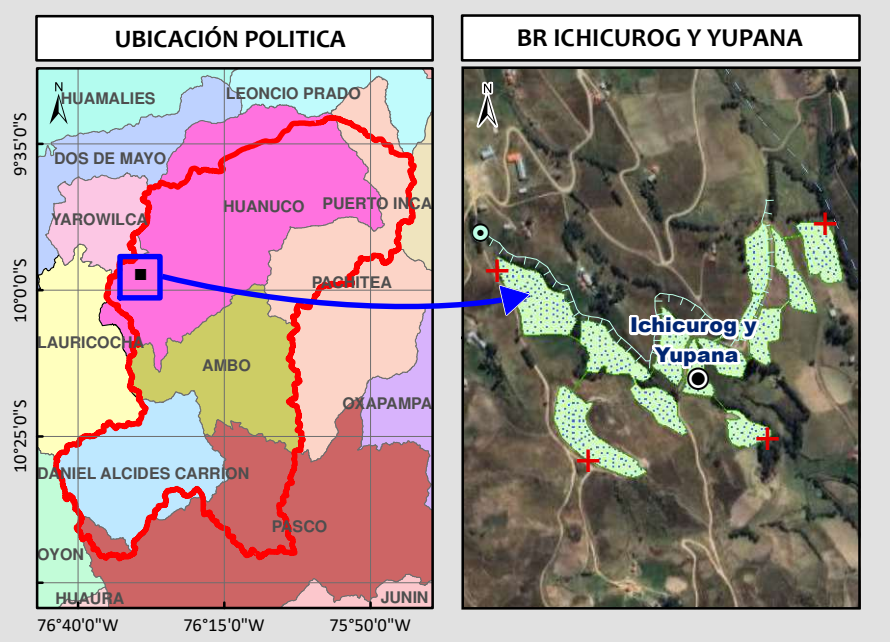 UBICACIÓN POLITICA
N
HUAMALIES
LEONCIO PRADO
DOS DE MAYO
YAROWILCA
HUANUCO
PUERTO INCA
PACHITEA
LAURICOCHA
AMBO
OXAPAMPA
DANIEL ALCIDES CARRION
PASCO
OYON
HUAURA
JUNIN
9°35'0"S
10°0'0"S
10°25'0"S
76°40'0"W
76°15'0"W
75°50'0"W
BR ICHICUROG Y YUPANA
N
Ichicurog y
Yupana